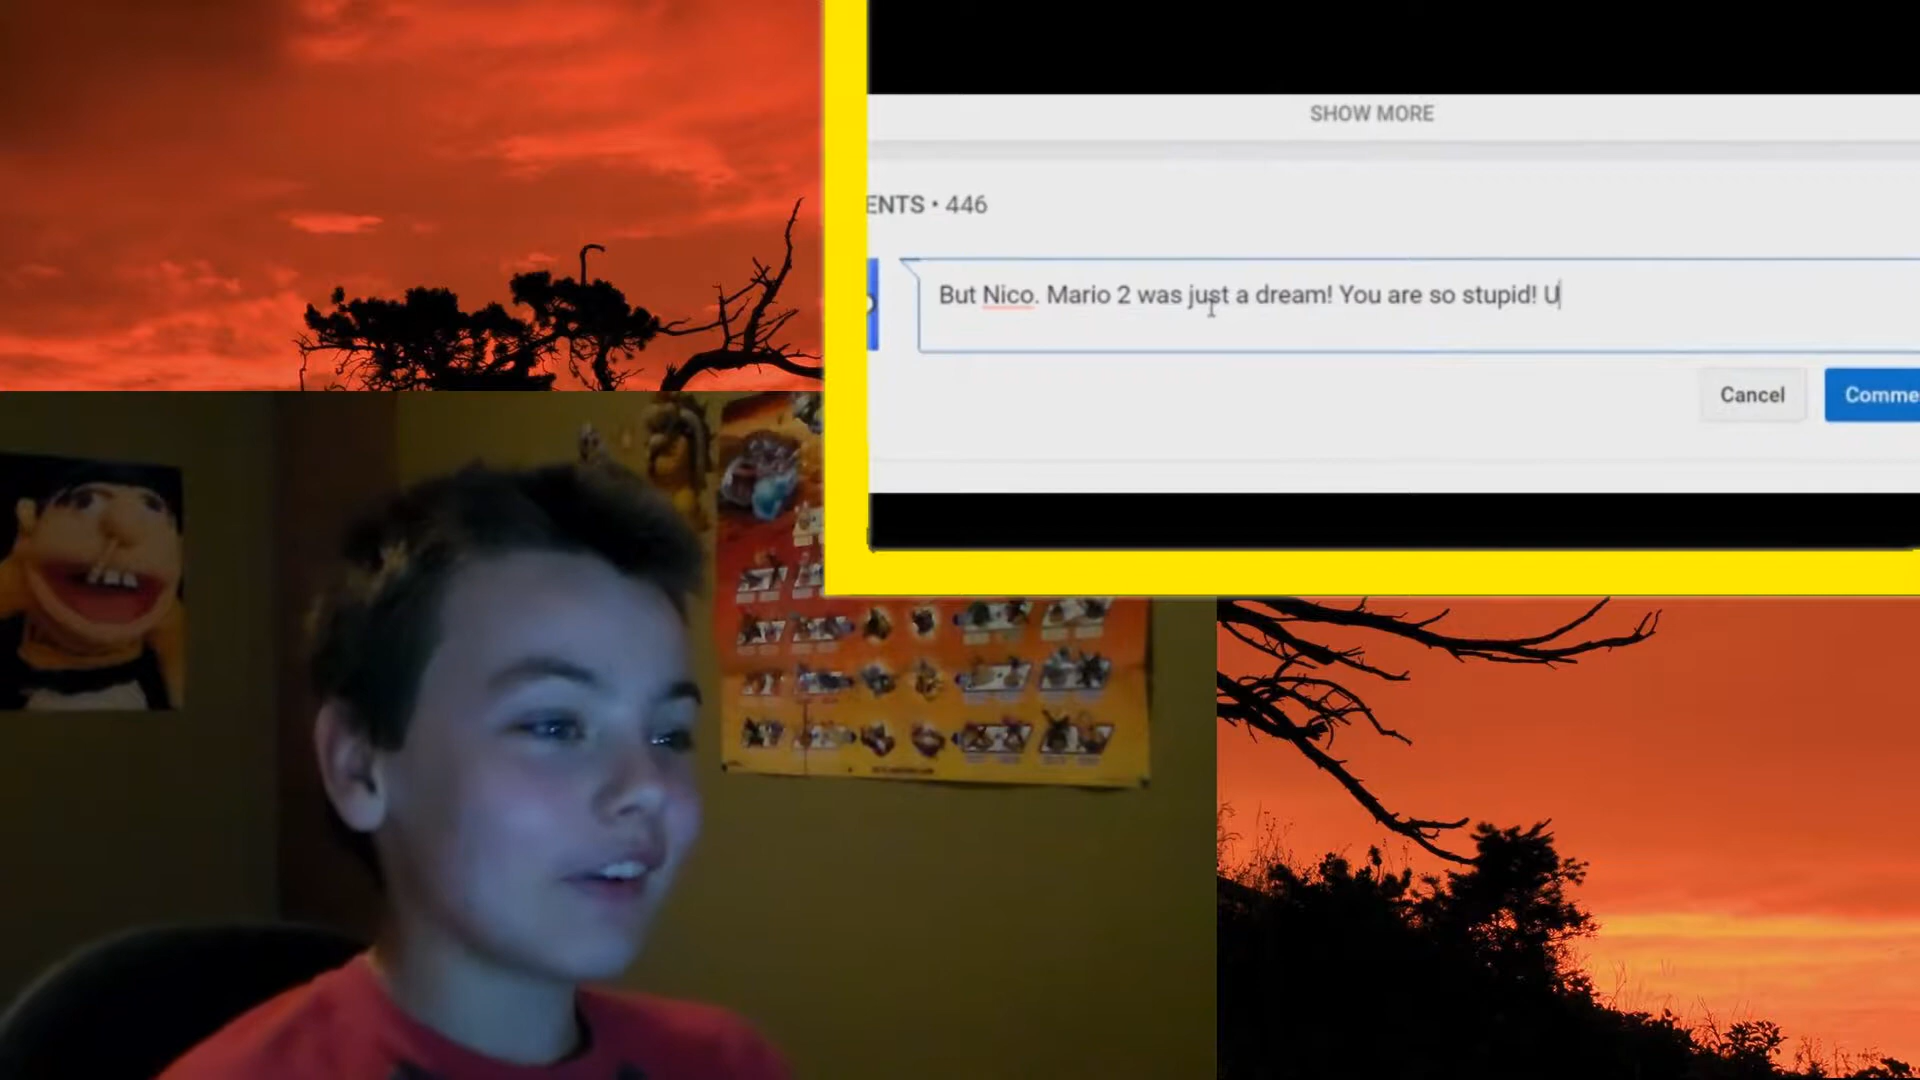 SHOW MORE
ENTS • 446
But Nico. Mario 2 was just a dream! You are so stupid! U
Cancel
Comme